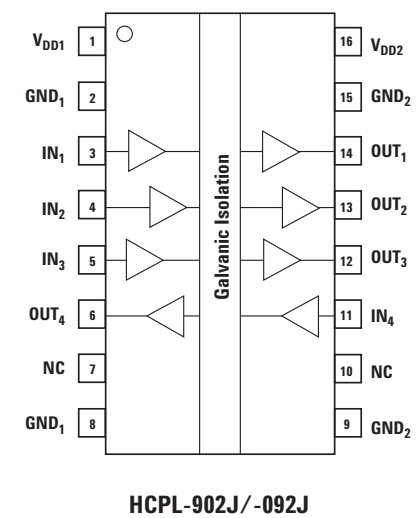 VDD1 1 16 VDD2
GND1 2 15 GND2
IN1 3 14 OUT1
IN2 4 13 OUT2
IN3 5 12 OUT3
OUT4 6 11 IN4
NC 7 10 NC
GND1 8 9 GND2
Galvanic Isolation
HCPL-902J/-092J